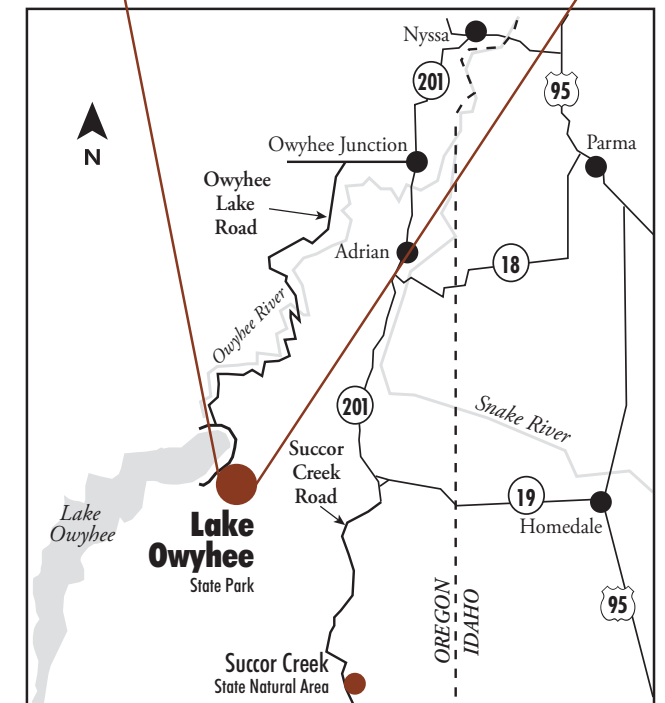 Nyssa
201
95
N
Owyhee Junction
Parma
Owyhee
Lake
Road
Adrian
18
Owyhee River
201
Snake River
Succor
Creek
Road
19
Homedale
Lake
Owyhee
Lake
Owyhee
State Park
OREGON
IDAHO
95
Succor Creek
State Natural Area